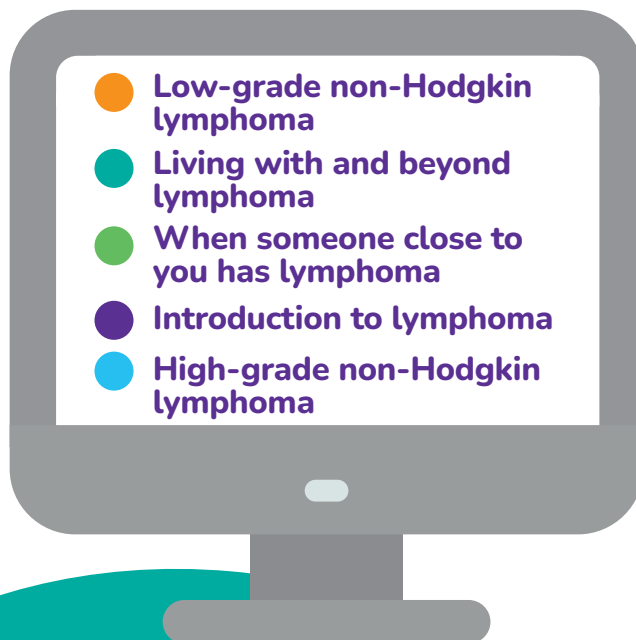 Low-grade non-Hodgkin
lymphoma
Living with and beyond
lymphoma
When someone close to
you has lymphoma
Introduction to lymphoma
High-grade non-Hodgkin
lymphoma